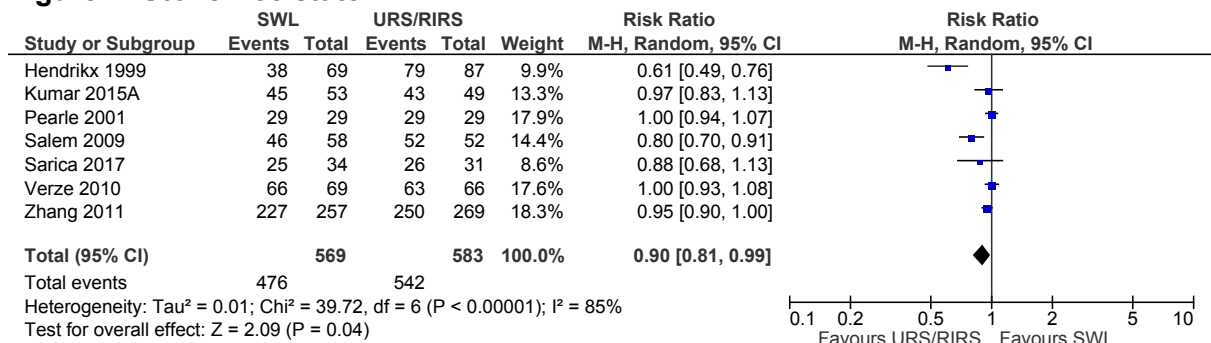 SWL URS/RIRS Risk Ratio Risk Ratio
Study or Subgroup Events Total Events Total Weight M-H, Random, 95% CI M-H, Random, 95% CI
Hendrikx 1999 38 69 79 87 9.9% 0.61 [0.49, 0.76]
Kumar 2015A 45 53 43 49 13.3% 0.97 [0.83, 1.13]
Pearle 2001 29 29 29 29 17.9% 1.00 [0.94, 1.07]
Salem 2009 46 58 52 52 14.4% 0.80 [0.70, 0.91]
Sarica 2017 25 34 26 31 8.6% 0.88 [0.68, 1.13]
Verze 2010 66 69 63 66 17.6% 1.00 [0.93, 1.08]
Zhang 2011 227 257 250 269 18.3% 0.95 [0.90, 1.00]
Total (95% CI) 569 583 100.0% 0.90 [0.81, 0.99]
Total events 476 542
Heterogeneity: Tau² = 0.01; Chi² = 39.72, df = 6 (P < 0.00001); I² = 85%
Test for overall effect: Z = 2.09 (P = 0.04)
0.1 0.2 0.5 1 2 5 10
Favours URS/RIRS Favours SWL